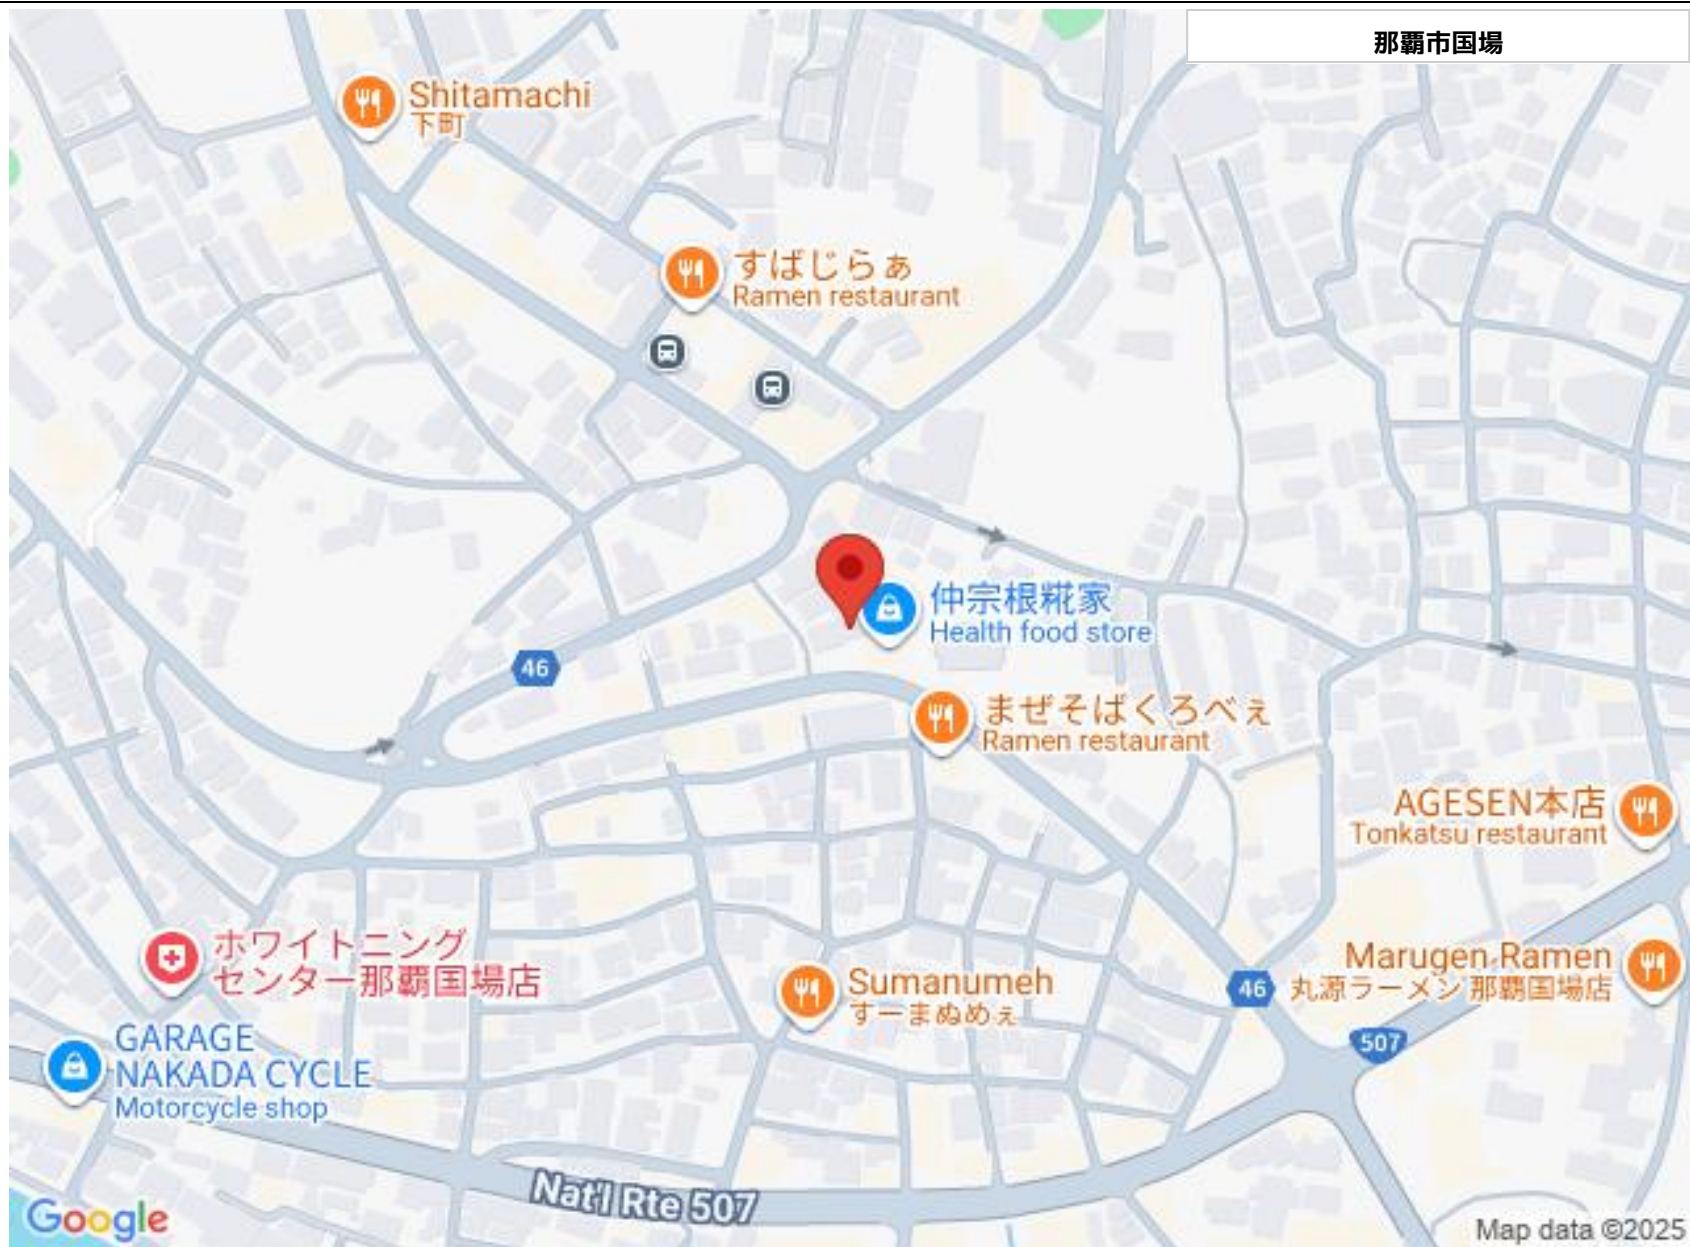 那覇市国場
Shitamachi
下町
すばじらぁ
Ramen restaurant
仲宗根糀家
Health food store
46
まぜそばくろべぇ
Ramen restaurant
AGESEN本店
Tonkatsu restaurant
ホワイトニング
センター那覇国場店
Sumanumeh
すーまぬめぇ
46
Marugen Ramen
丸源ラーメン 那覇国場店
507
GARAGE
NAKADA CYCLE
Motorcycle shop
Nat'l Rte 507
Google
Map data ©2025